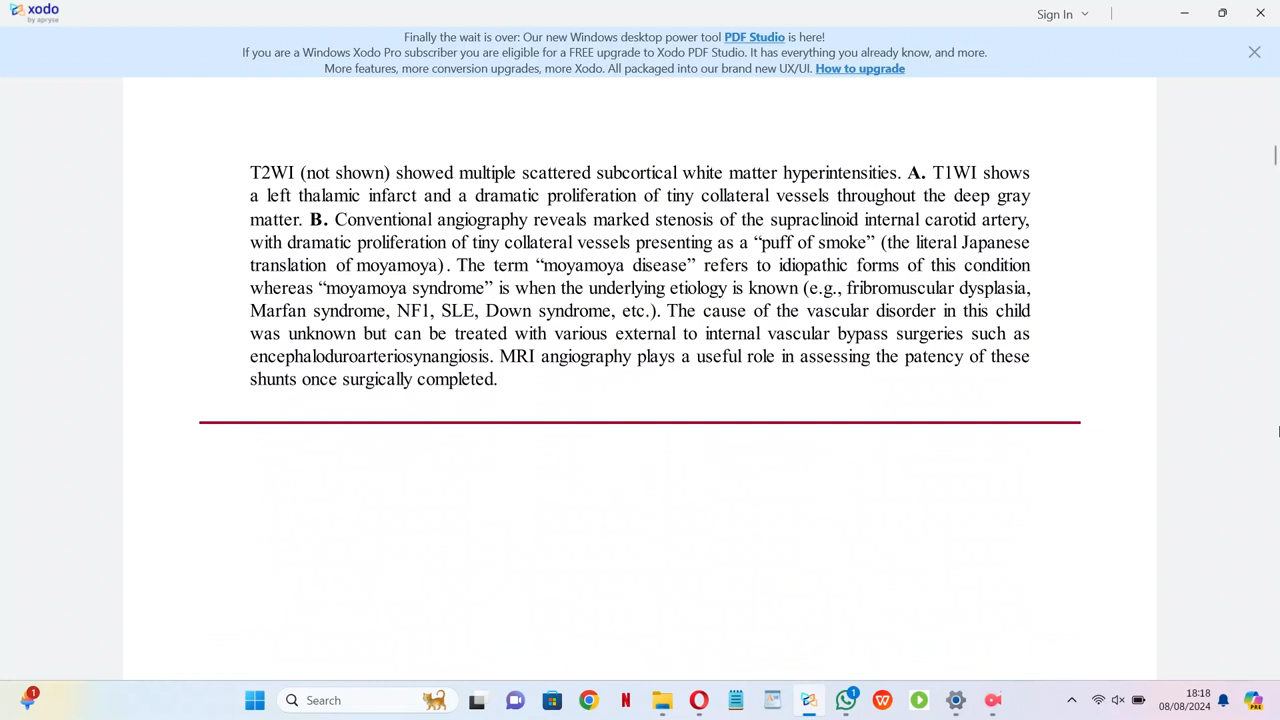 xodo
by apryse
Sign In
Finally the wait is over: Our new Windows desktop power tool PDF Studio is here!
If you are a Windows Xodo Pro subscriber you are eligible for a FREE upgrade to Xodo PDF Studio. It has everything you already know, and more.
More features, more conversion upgrades, more Xodo. All packaged into our brand new UX/UI. How to upgrade
T2WI (not shown) showed multiple scattered subcortical white matter hyperintensities. A. T1WI shows
a left thalamic infarct and a dramatic proliferation of tiny collateral vessels throughout the deep gray
matter. B. Conventional angiography reveals marked stenosis of the supraclinoid internal carotid artery,
with dramatic proliferation of tiny collateral vessels presenting as a “puff of smoke” (the literal Japanese
translation of moyamoya). The term “moyamoya disease” refers to idiopathic forms of this condition
whereas “moyamoya syndrome” is when the underlying etiology is known (e.g., fribromuscular dysplasia,
Marfan syndrome, NF1, SLE, Down syndrome, etc.). The cause of the vascular disorder in this child
was unknown but can be treated with various external to internal vascular bypass surgeries such as
encephaloduroarteriosynangiosis. MRI angiography plays a useful role in assessing the patency of these
shunts once surgically completed.
1
Search
N
1
W
18:18
08/08/2024